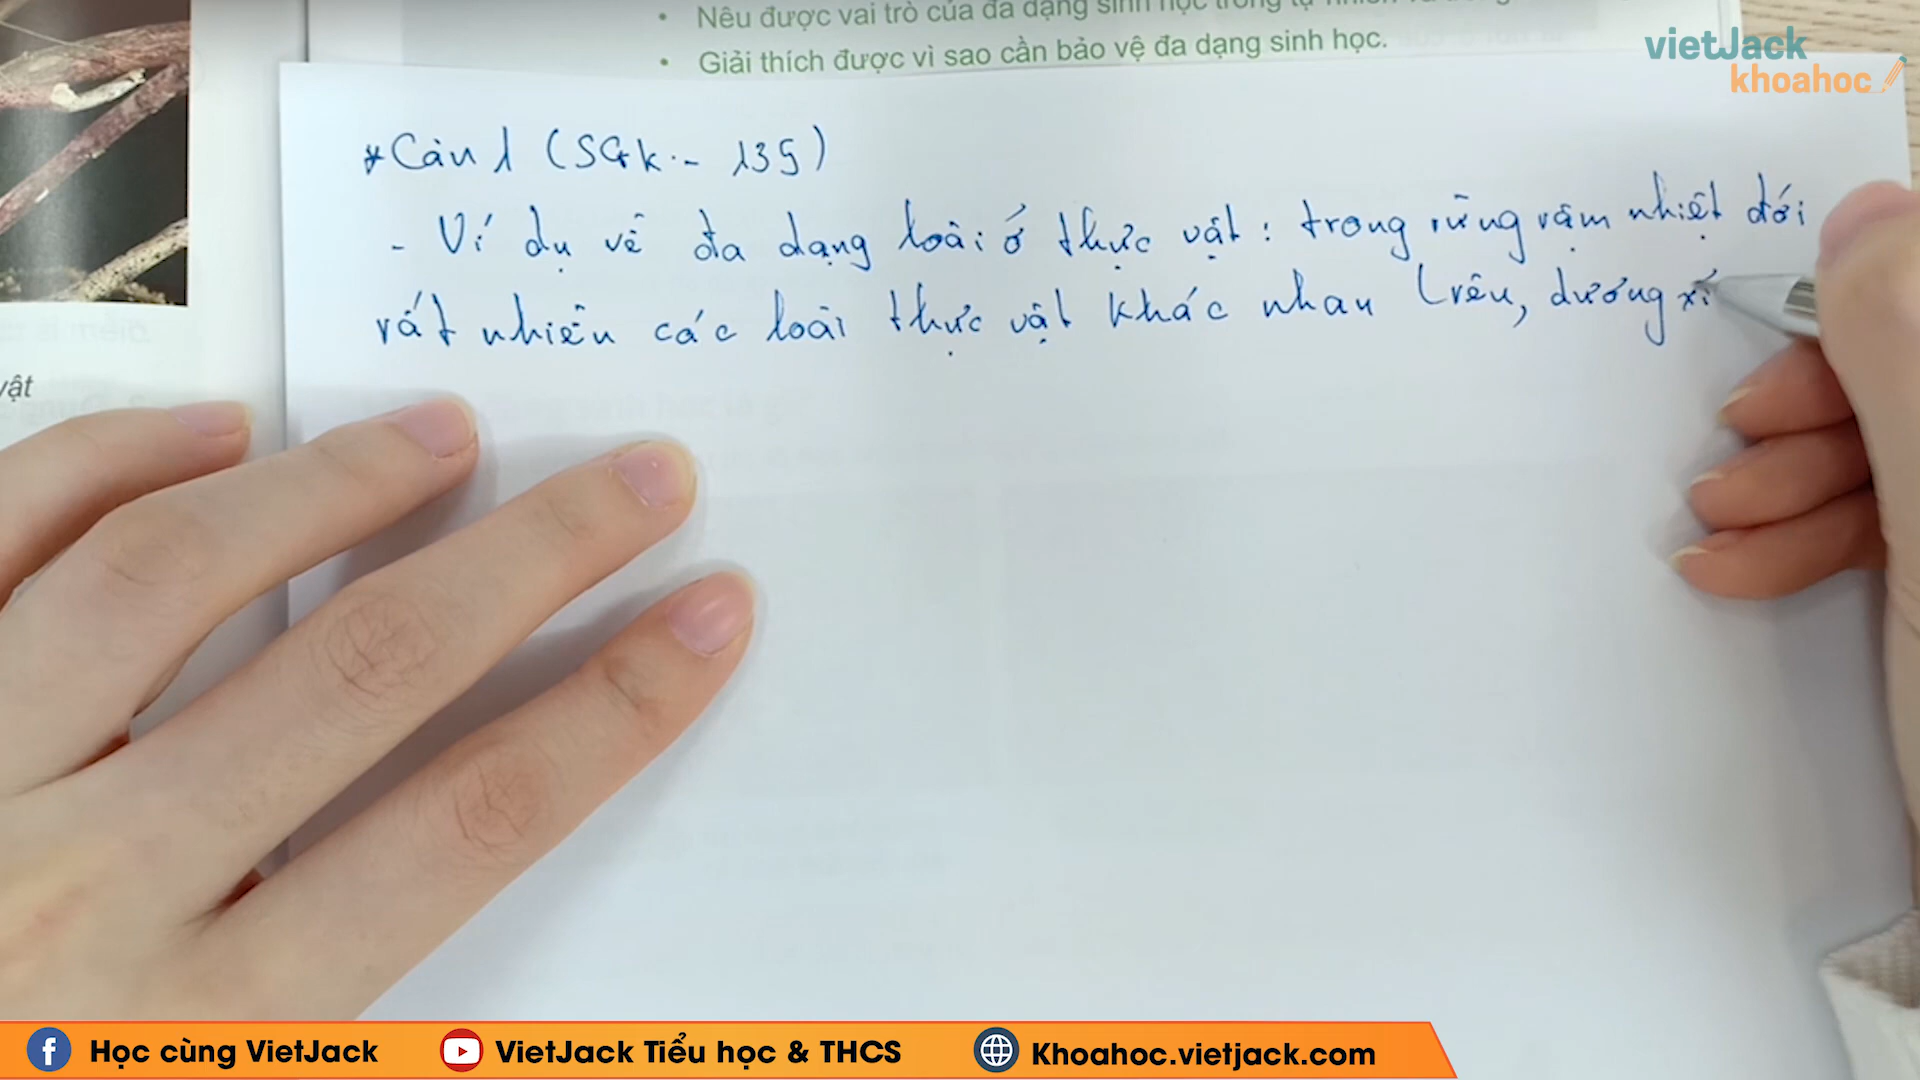 • Nêu được vai trò của đa dạng sinh học trong tự nhiên và
• Giải thích được vì sao cần bảo vệ đa dạng sinh học.
vietJack
khoahoc
* Câu 1 (SGK - 135)
- Ví dụ về đa dạng loài ở thực vật: trong rừng rậm nhiệt đới
rất nhiều các loài thực vật khác nhau (rêu, dương xỉ
vật
Học cùng VietJack
VietJack Tiểu học & THCS
Khoahoc.vietjack.com